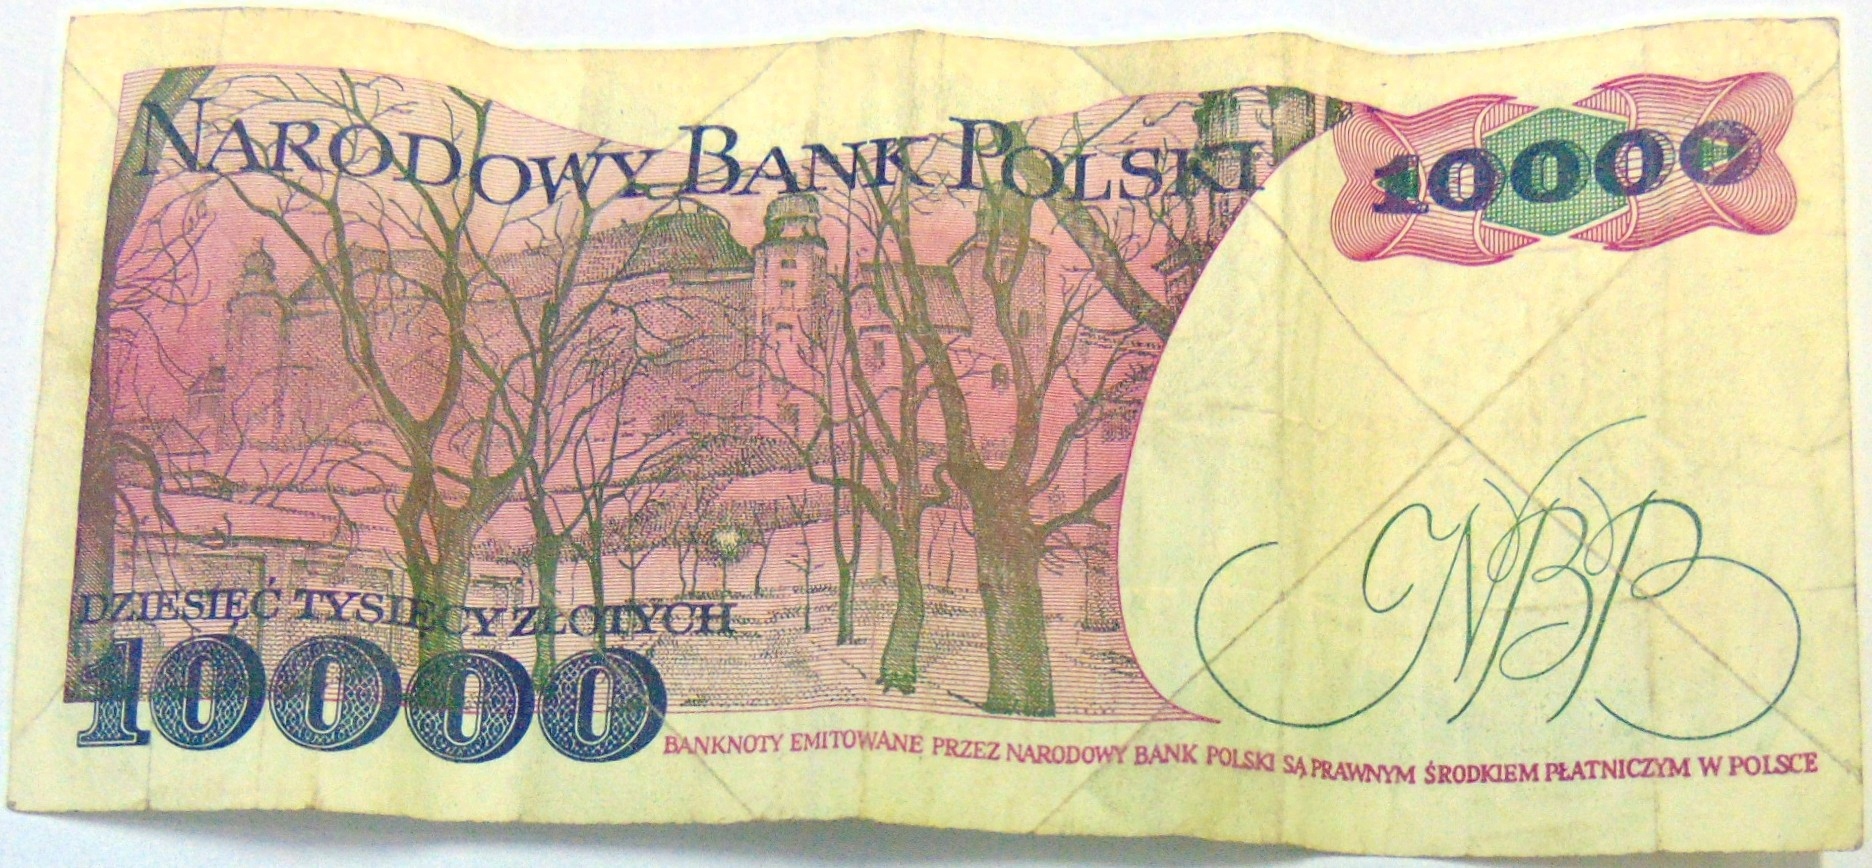 NARODOWY BANK POLSKI
10000
NBP
DZIESIĘĆ TYSIĘCY ZŁOTYCH
10000
BANKNOTY EMITOWANE PRZEZ NARODOWY BANK POLSKI SĄ PRAWNYM ŚRODKIEM PŁATNICZYM W POLSCE